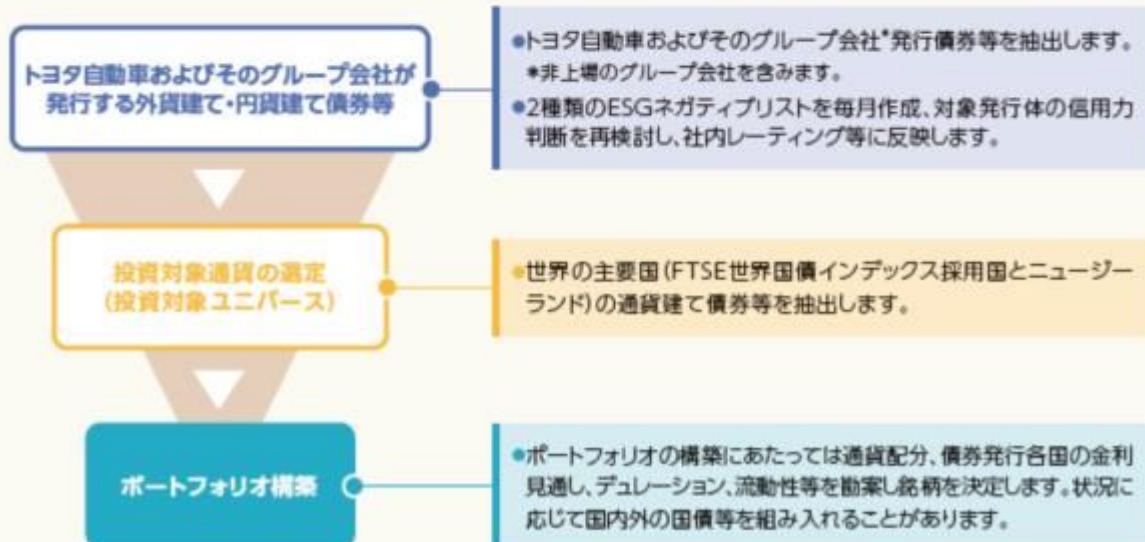 トヨタ自動車およびそのグループ会社が
発行する外貨建て・円貨建て債券等
●トヨタ自動車およびそのグループ会社*発行債券等を抽出します。
*非上場のグループ会社を含みます。
●2種類のESGネガティブリストを毎月作成、対象発行体の信用力
判断を再検討し、社内レーティング等に反映します。
投資対象通貨の選定
(投資対象ユニバース)
●世界の主要国(FTSE世界国債インデックス採用国とニュージー
ランド)の通貨建て債券等を抽出します。
ポートフォリオ構築
●ポートフォリオの構築にあたっては通貨配分、債券発行各国の金利
見通し、デュレーション、流動性等を勘案し銘柄を決定します。状況に
応じて国内外の国債等を組み入れることがあります。